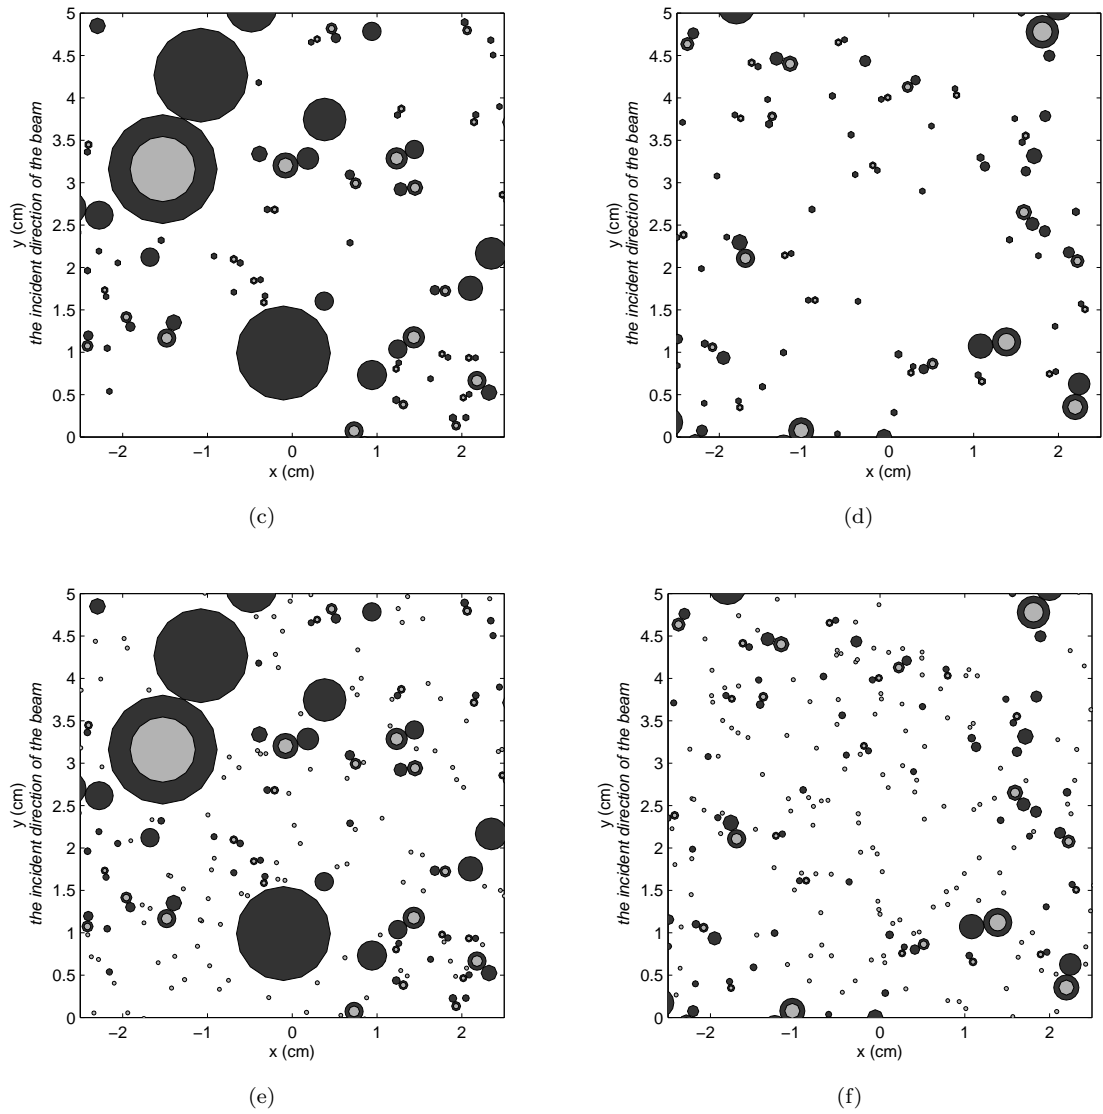 5
4.5
4
3.5
3
2.5
2
1.5
1
0.5
0
y (cm)
the incident direction of the beam
−2 −1 0 1 2
x (cm)
(c)
5
4.5
4
3.5
3
2.5
2
1.5
1
0.5
0
y (cm)
the incident direction of the beam
−2 −1 0 1 2
x (cm)
(d)
5
4.5
4
3.5
3
2.5
2
1.5
1
0.5
0
y (cm)
the incident direction of the beam
−2 −1 0 1 2
x (cm)
(e)
5
4.5
4
3.5
3
2.5
2
1.5
1
0.5
0
y (cm)
the incident direction of the beam
−2 −1 0 1 2
x (cm)
(f)